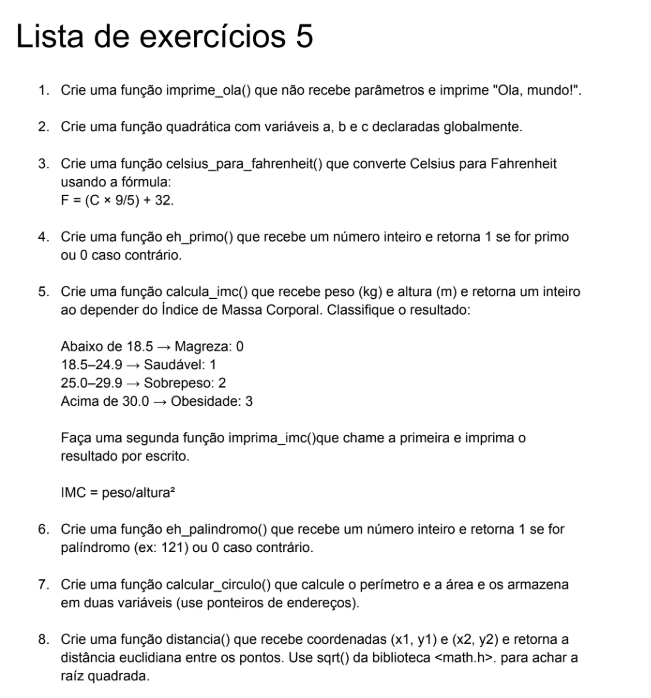 Lista de exercícios 5
1. Crie uma função imprime_ola() que não recebe parâmetros e imprime "Ola, mundo!".
2. Crie uma função quadrática com variáveis a, b e c declaradas globalmente.
3. Crie uma função celsius_para_fahrenheit() que converte Celsius para Fahrenheit
usando a fórmula:
F = (C × 9/5) + 32.
4. Crie uma função eh_primo() que recebe um número inteiro e retorna 1 se for primo
ou 0 caso contrário.
5. Crie uma função calcula_imc() que recebe peso (kg) e altura (m) e retorna um inteiro
ao depender do Índice de Massa Corporal. Classifique o resultado:
Abaixo de 18.5 → Magreza: 0
18.5–24.9 → Saudável: 1
25.0–29.9 → Sobrepeso: 2
Acima de 30.0 → Obesidade: 3
Faça uma segunda função imprima_imc()que chame a primeira e imprima o
resultado por escrito.
IMC = peso/altura²
6. Crie uma função eh_palindromo() que recebe um número inteiro e retorna 1 se for
palíndromo (ex: 121) ou 0 caso contrário.
7. Crie uma função calcular_circulo() que calcule o perímetro e a área e os armazena
em duas variáveis (use ponteiros de endereços).
8. Crie uma função distancia() que recebe coordenadas (x1, y1) e (x2, y2) e retorna a
distância euclidiana entre os pontos. Use sqrt() da biblioteca <math.h>. para achar a
raíz quadrada.